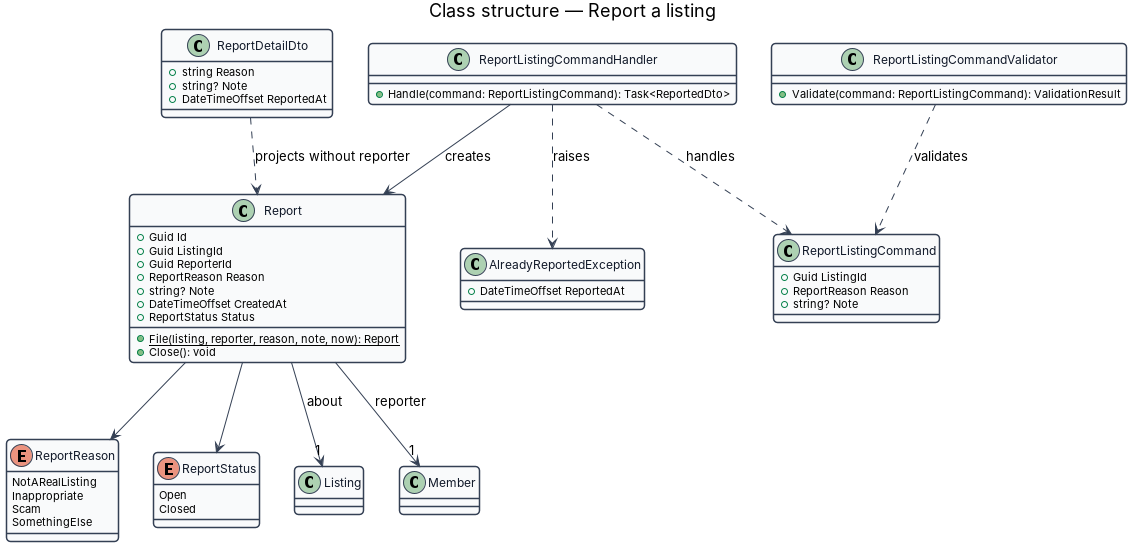 Class structure — Report a listing
C ReportDetailDto
string Reason
string? Note
DateTimeOffset ReportedAt
C ReportListingCommandHandler
Handle(command: ReportListingCommand): Task<ReportedDto>
C ReportListingCommandValidator
Validate(command: ReportListingCommand): ValidationResult
projects without reporter
creates
raises
handles
validates
C Report
Guid Id
Guid ListingId
Guid ReporterId
ReportReason Reason
string? Note
DateTimeOffset CreatedAt
ReportStatus Status
File(listing, reporter, reason, note, now): Report
Close(): void
C AlreadyReportedException
DateTimeOffset ReportedAt
C ReportListingCommand
Guid ListingId
ReportReason Reason
string? Note
about
reporter
1
1
E ReportReason
NotARealListing
Inappropriate
Scam
SomethingElse
E ReportStatus
Open
Closed
C Listing
C Member